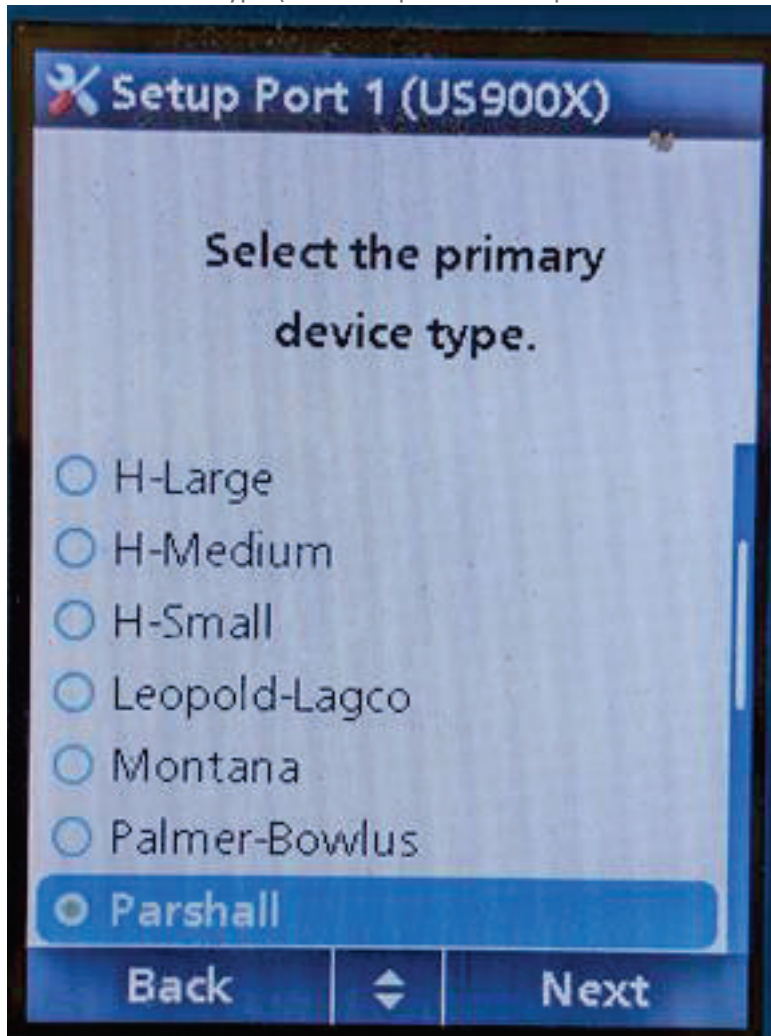 Setup Port 1 (US900X)
Select the primary
device type.
H-Large
H-Medium
H-Small
Leopold-Lagco
Montana
Palmer-Bowlus
Parshall
Back
Next